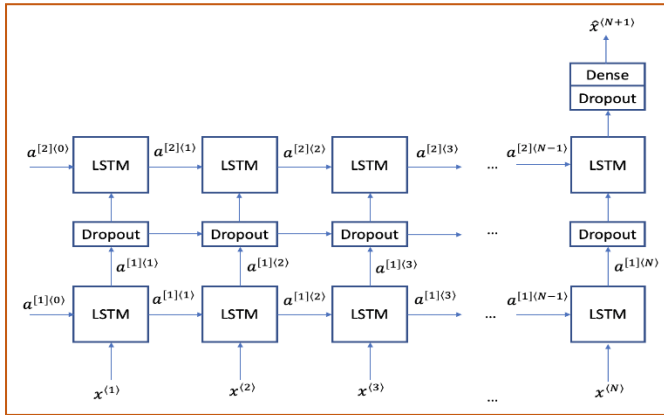 x̂⟨N+1⟩
Dense
Dropout
a[2]⟨0⟩ LSTM a[2]⟨1⟩ LSTM a[2]⟨2⟩ LSTM a[2]⟨3⟩ ... a[2]⟨N−1⟩ LSTM
Dropout Dropout Dropout ... Dropout
a[1]⟨1⟩ a[1]⟨2⟩ a[1]⟨3⟩ a[1]⟨N⟩
a[1]⟨0⟩ LSTM a[1]⟨1⟩ LSTM a[1]⟨2⟩ LSTM a[1]⟨3⟩ ... a[1]⟨N−1⟩ LSTM
x⟨1⟩ x⟨2⟩ x⟨3⟩ ... x⟨N⟩